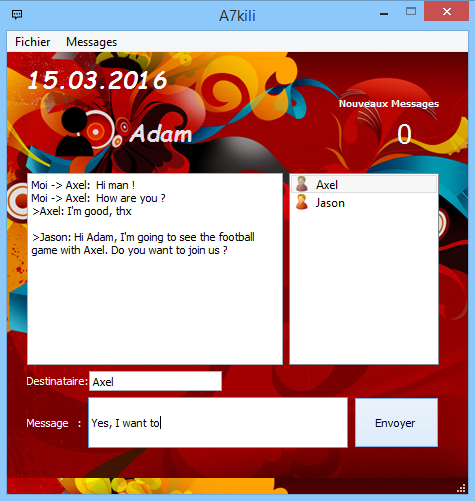 A7kili
Fichier Messages
15.03.2016
Nouveaux Messages
Adam
0
Moi -> Axel: Hi man !
Moi -> Axel: How are you ?
>Axel: I'm good, thx
>Jason: Hi Adam, I'm going to see the football
game with Axel. Do you want to join us ?
Axel
Jason
Destinataire: Axel
Message : Yes, I want to
Envoyer